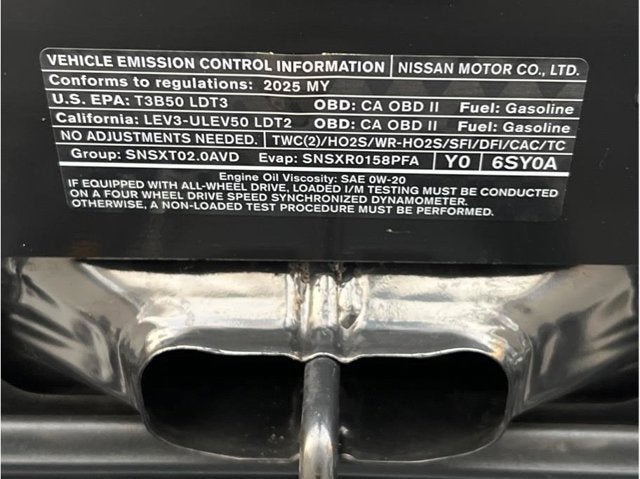 VEHICLE EMISSION CONTROL INFORMATION NISSAN MOTOR CO., LTD.
Conforms to regulations: 2025 MY
U.S. EPA: T3B50 LDT3 OBD: CA OBD II Fuel: Gasoline
California: LEV3-ULEV50 LDT2 OBD: CA OBD II Fuel: Gasoline
NO ADJUSTMENTS NEEDED. TWC(2)/HO2S/WR-HO2S/SFI/DFI/CAC/TC
Group: SNSXT02.0AVD Evap: SNSXR0158PFA Y0 6SY0A
Engine Oil Viscosity: SAE 0W-20
IF EQUIPPED WITH ALL-WHEEL DRIVE, LOADED I/M TESTING MUST BE CONDUCTED
ON A FOUR WHEEL DRIVE SPEED SYNCHRONIZED DYNAMOMETER.
OTHERWISE, A NON-LOADED TEST PROCEDURE MUST BE PERFORMED.